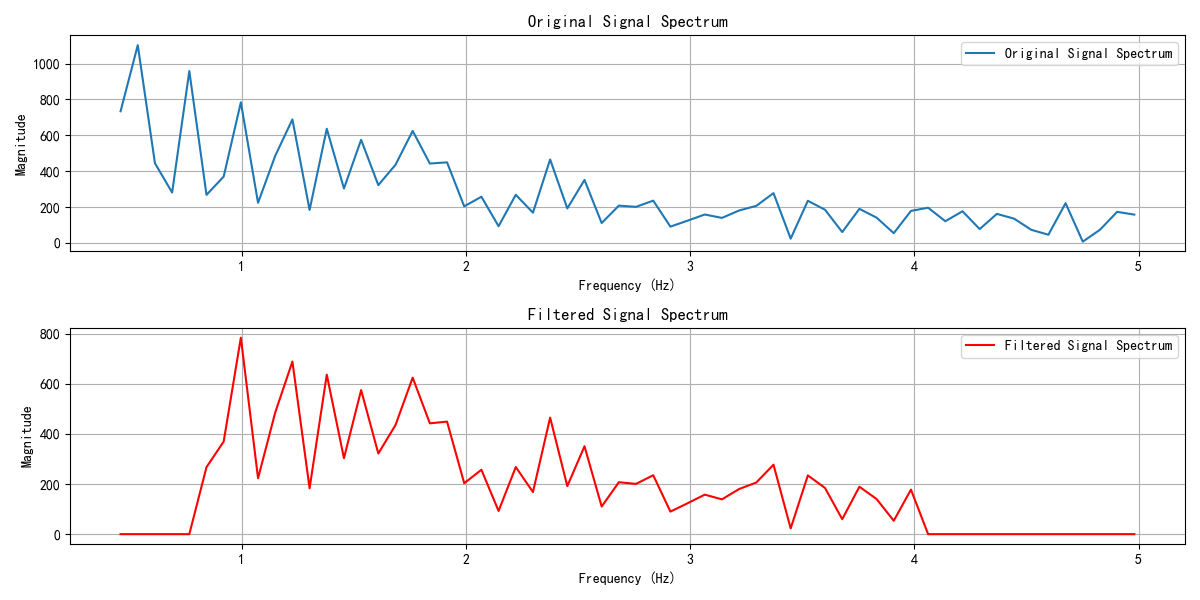 Original Signal Spectrum
Original Signal Spectrum
Magnitude
1000
800
600
400
200
0
1 2 3 4 5
Frequency (Hz)
Filtered Signal Spectrum
Filtered Signal Spectrum
Magnitude
800
600
400
200
0
1 2 3 4 5
Frequency (Hz)